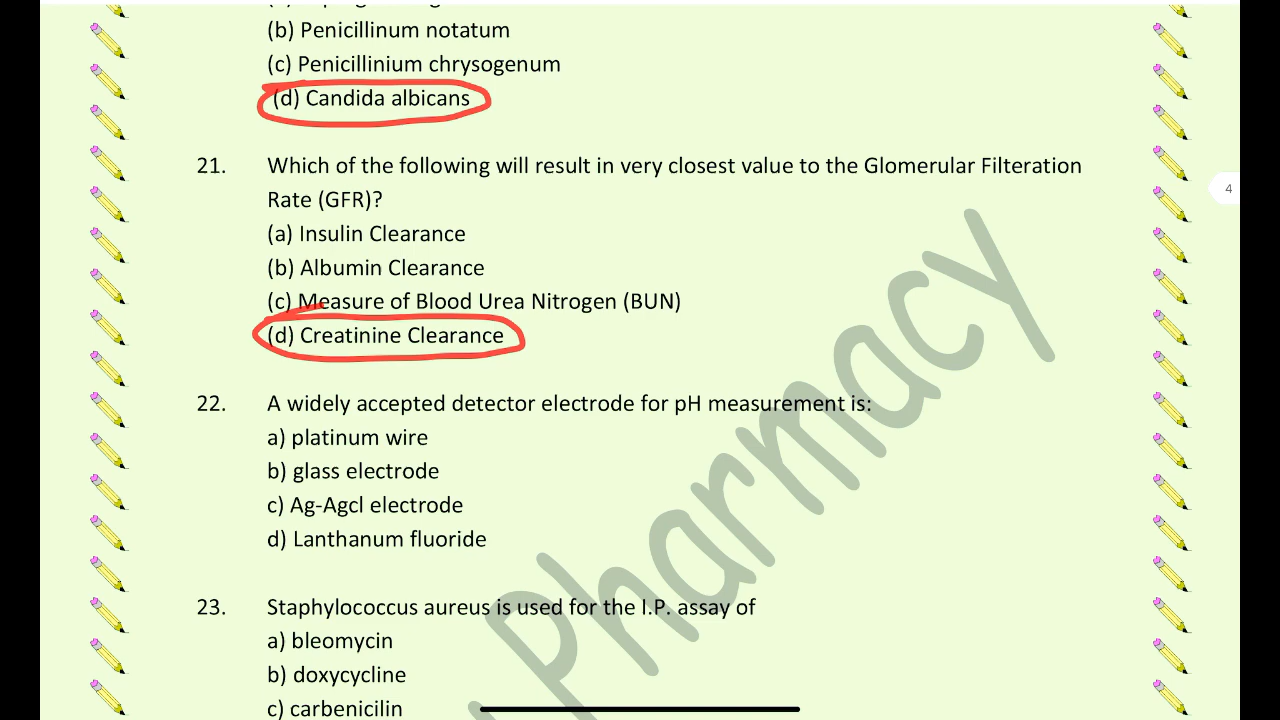 (b) Penicillinum notatum
(c) Penicillinium chrysogenum
(d) Candida albicans
21. Which of the following will result in very closest value to the Glomerular Filteration
Rate (GFR)?
(a) Insulin Clearance
(b) Albumin Clearance
(c) Measure of Blood Urea Nitrogen (BUN)
(d) Creatinine Clearance
22. A widely accepted detector electrode for pH measurement is:
a) platinum wire
b) glass electrode
c) Ag-Agcl electrode
d) Lanthanum fluoride
23. Staphylococcus aureus is used for the I.P. assay of
a) bleomycin
b) doxycycline
c) carbenicilin
Pharmacy
4